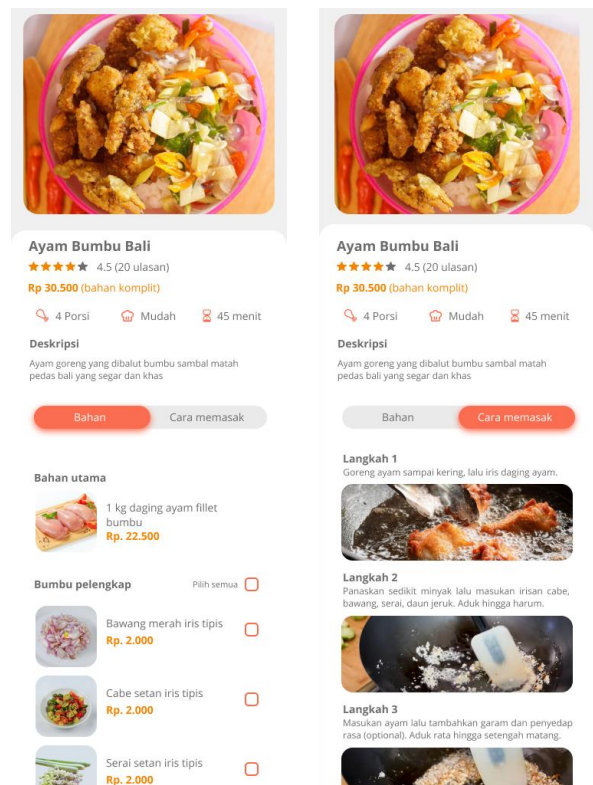 Ayam Bumbu Bali
4.5 (20 ulasan)
Rp 30.500 (bahan komplit)
4 Porsi Mudah 45 menit
Deskripsi
Ayam goreng yang dibalut bumbu sambal matah
pedas bali yang segar dan khas
Bahan Cara memasak
Bahan utama
1 kg daging ayam fillet
bumbu
Rp. 22.500
Bumbu pelengkap Pilih semua
Bawang merah iris tipis
Rp. 2.000
Cabe setan iris tipis
Rp. 2.000
Serai setan iris tipis
Rp. 2.000
Ayam Bumbu Bali
4.5 (20 ulasan)
Rp 30.500 (bahan komplit)
4 Porsi Mudah 45 menit
Deskripsi
Ayam goreng yang dibalut bumbu sambal matah
pedas bali yang segar dan khas
Bahan Cara memasak
Langkah 1
Goreng ayam sampai kering, lalu iris daging ayam.
Langkah 2
Panaskan sedikit minyak lalu masukan irisan cabe,
bawang, serai, daun jeruk. Aduk hingga harum.
Langkah 3
Masukan ayam lalu tambahkan garam dan penyedap
rasa (optional). Aduk rata hingga setengah matang.